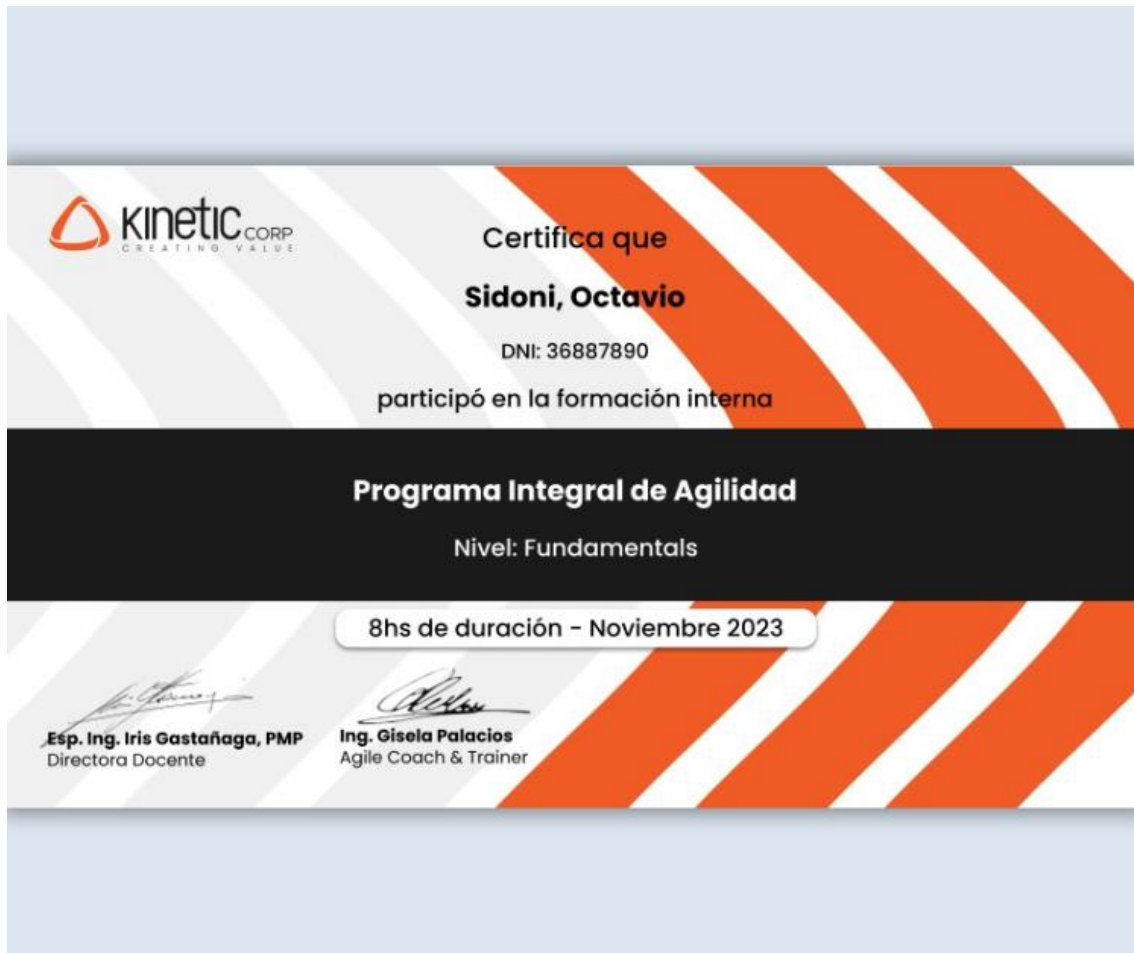 KINETIC CORP
CREATING VALUE
Certifica que
Sidoni, Octavio
DNI: 36887890
participó en la formación interna
Programa Integral de Agilidad
Nivel: Fundamentals
8hs de duración - Noviembre 2023
Esp. Ing. Iris Gastañaga, PMP
Directora Docente
Ing. Gisela Palacios
Agile Coach & Trainer